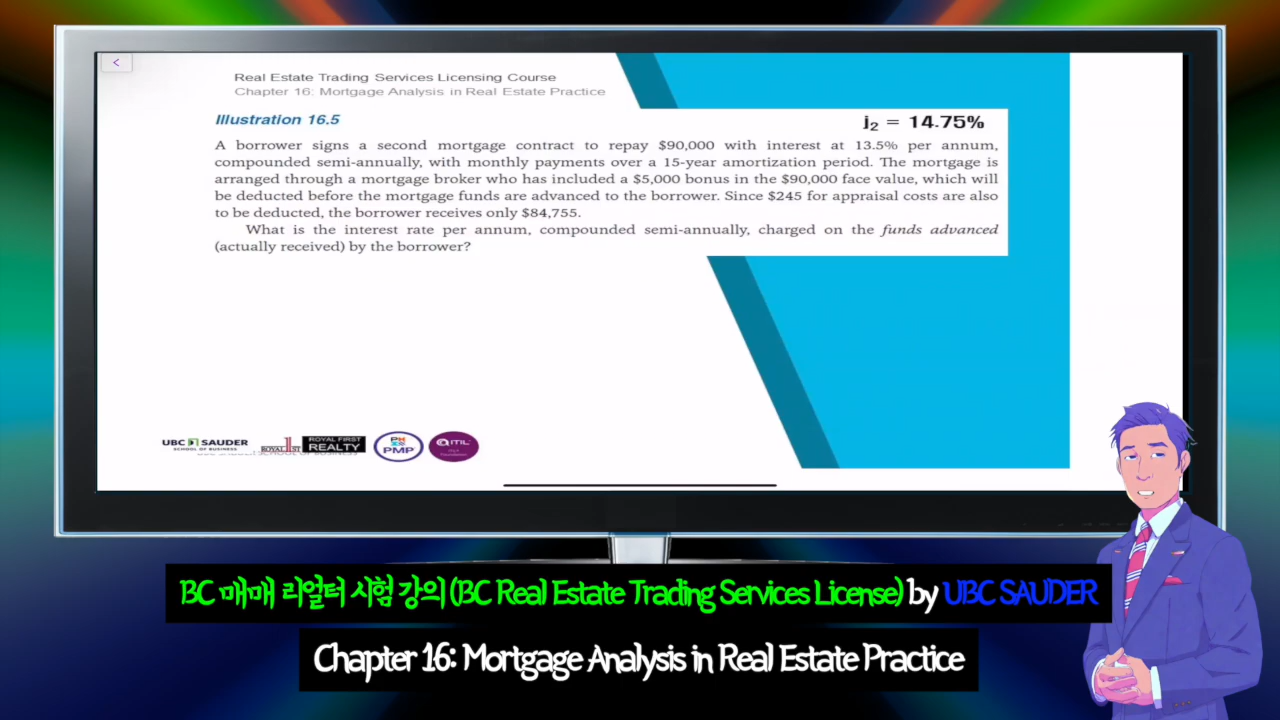 <
Real Estate Trading Services Licensing Course
Chapter 16: Mortgage Analysis in Real Estate Practice
Illustration 16.5
j₂ = 14.75%
A borrower signs a second mortgage contract to repay $90,000 with interest at 13.5% per annum,
compounded semi-annually, with monthly payments over a 15-year amortization period. The mortgage is
arranged through a mortgage broker who has included a $5,000 bonus in the $90,000 face value, which will
be deducted before the mortgage funds are advanced to the borrower. Since $245 for appraisal costs are also
to be deducted, the borrower receives only $84,755.
What is the interest rate per annum, compounded semi-annually, charged on the funds advanced
(actually received) by the borrower?
UBC SAUDER
SCHOOL OF BUSINESS
ROYAL 1ST
ROYAL FIRST
REALTY
PMP
ITIL
BC 매매 리얼터 시험 강의 (BC Real Estate Trading Services License) by UBC SAUDER
Chapter 16: Mortgage Analysis in Real Estate Practice